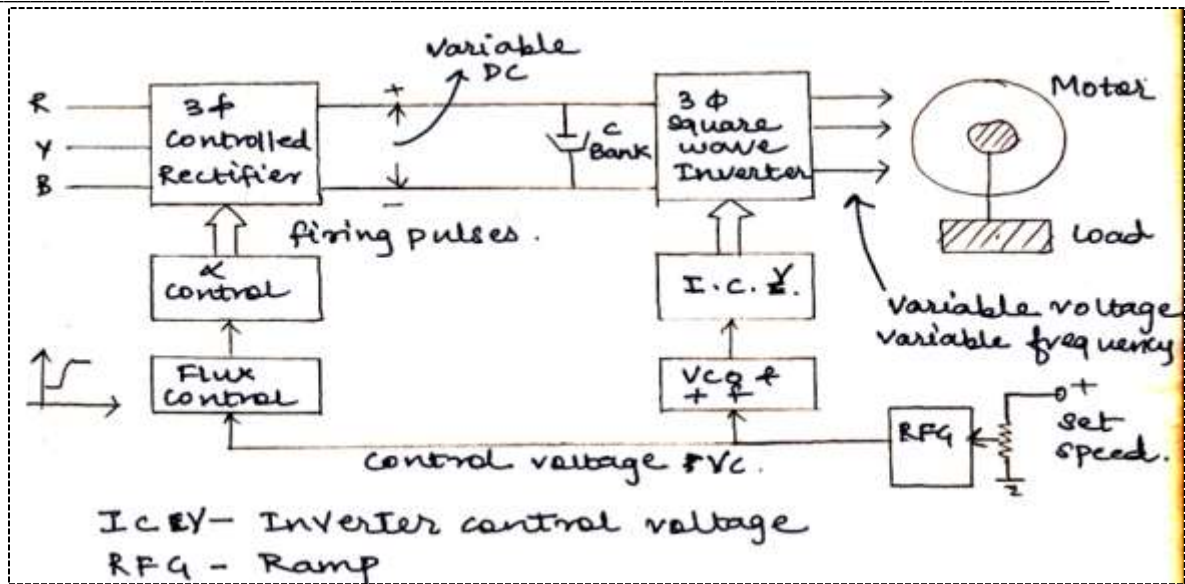 variable
DC
R
Y
B
3ϕ
Controlled
Rectifier
+
-
C
Bank
3 Φ
square
wave
Inverter
Motor
Load
firing pulses.
α
control
I.C.V.
variable voltage
variable frequency
Flux
control
VCO
RFG
+
set
speed.
control voltage Vc.
ICV- Inverter control voltage
RFG - Ramp